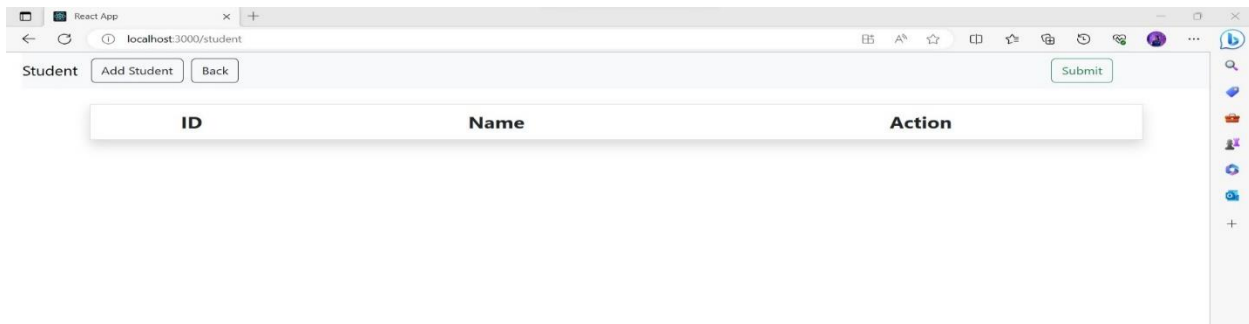 React App
localhost:3000/student
Student Add Student Back Submit
ID Name Action